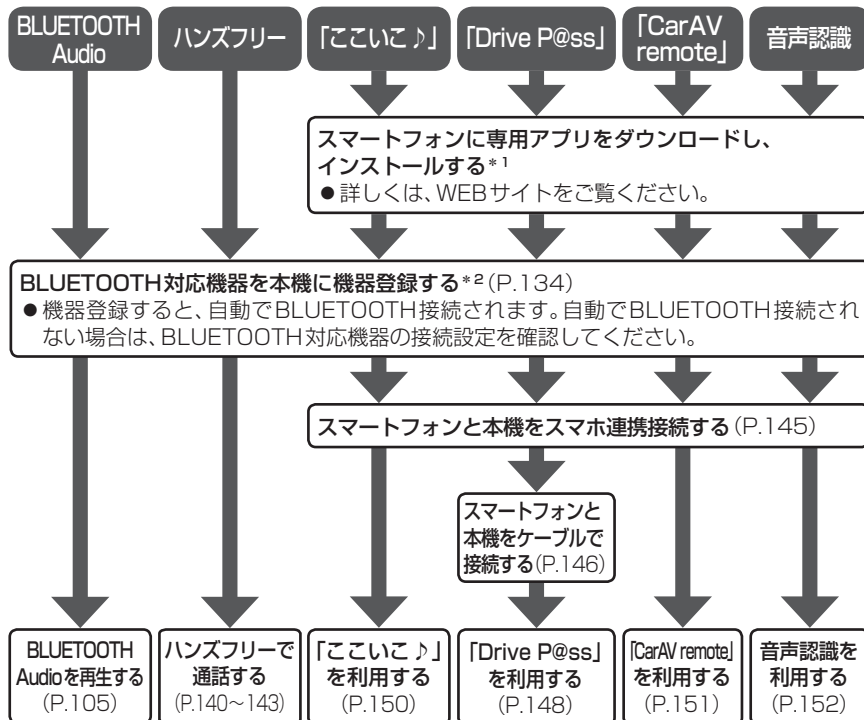 BLUETOOTH
Audio
ハンズフリー
「ここいこ♪」
「Drive P@ss」
「CarAV
remote」
音声認識
スマートフォンに専用アプリをダウンロードし、
インストールする*1
●詳しくは、WEBサイトをご覧ください。
BLUETOOTH対応機器を本機に機器登録する*2(P.134)
●機器登録すると、自動でBLUETOOTH接続されます。自動でBLUETOOTH接続され
ない場合は、BLUETOOTH対応機器の接続設定を確認してください。
スマートフォンと本機をスマホ連携接続する(P.145)
スマートフォンと
本機をケーブルで
接続する(P.146)
BLUETOOTH
Audioを再生する
(P.105)
ハンズフリーで
通話する
(P.140～143)
「ここいこ♪」
を利用する
(P.150)
「Drive P@ss」
を利用する
(P.148)
「CarAV remote」
を利用する
(P.151)
音声認識を
利用する
(P.152)